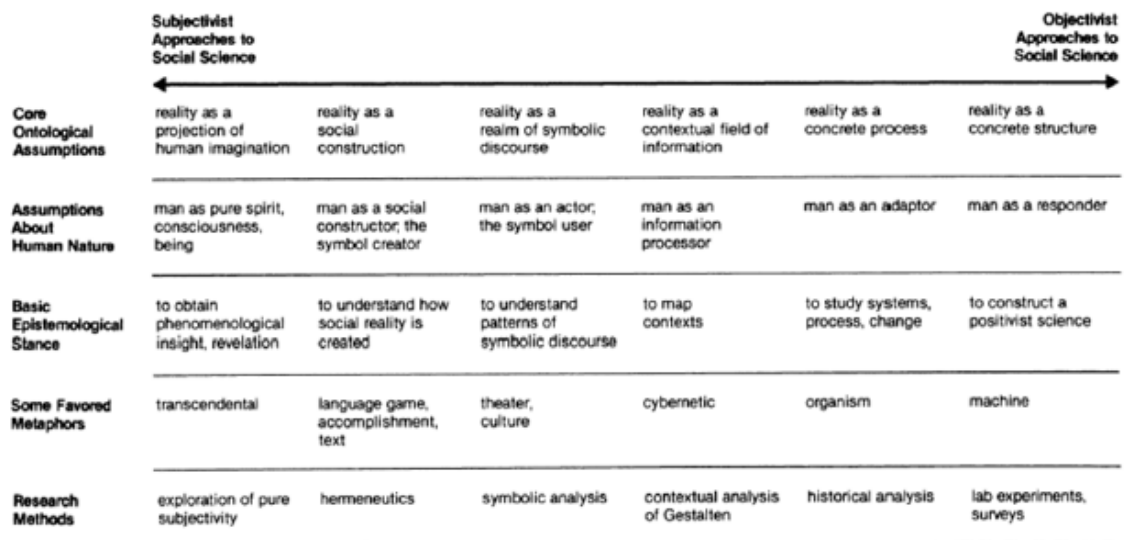 Subjectivist
Approaches to
Social Science
Objectivist
Approaches to
Social Science
Core
Ontological
Assumptions
reality as a
projection of
human imagination
reality as a
social
construction
reality as a
realm of symbolic
discourse
reality as a
contextual field of
information
reality as a
concrete process
reality as a
concrete structure
Assumptions
About
Human Nature
man as pure spirit,
consciousness,
being
man as a social
constructor; the
symbol creator
man as an actor;
the symbol user
man as an
information
processor
man as an adaptor
man as a responder
Basic
Epistemological
Stance
to obtain
phenomenological
insight, revelation
to understand how
social reality is
created
to understand
patterns of
symbolic discourse
to map
contexts
to study systems,
process, change
to construct a
positivist science
Some Favored
Metaphors
transcendental
language game,
accomplishment,
text
theater,
culture
cybernetic
organism
machine
Research
Methods
exploration of pure
subjectivity
hermeneutics
symbolic analysis
contextual analysis
of Gestalten
historical analysis
lab experiments,
surveys